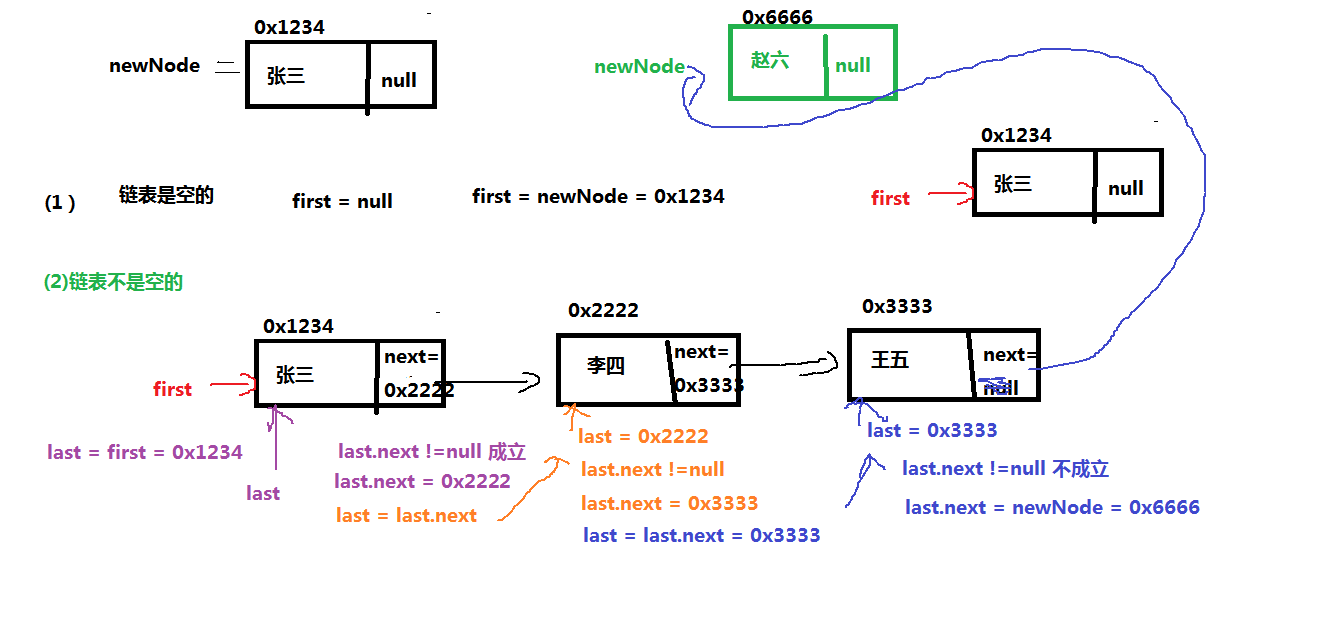 0x1234
newNode =
张三
null
0x6666
newNode
赵六
null
0x1234
张三
null
first
(1 )
链表是空的
first = null
first = newNode = 0x1234
(2)链表不是空的
0x1234
张三
next=
0x2222
first
0x2222
李四
next=
0x3333
0x3333
王五
next=
null
last = first = 0x1234
last
last.next !=null 成立
last.next = 0x2222
last = last.next
last = 0x2222
last.next !=null
last.next = 0x3333
last = last.next = 0x3333
last = 0x3333
last.next !=null 不成立
last.next = newNode = 0x6666